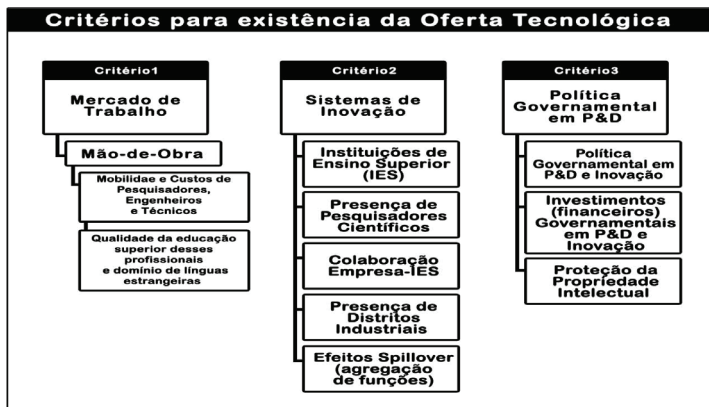 Critérios para existência da Oferta Tecnológica
Critério1
Mercado de
Trabalho
Mão-de-Obra
Mobilidae e Custos de
Pesquisadores,
Engenheiros
e Técnicos
Qualidade da educação
superior desses
profissionais
e domínio de línguas
estrangeiras
Critério2
Sistemas de
Inovação
Instituições de
Ensino Superior
(IES)
Presença de
Pesquisadores
Científicos
Colaboração
Empresa-IES
Presença de
Distritos
Industriais
Efeitos Spillover
(agregação
de funções)
Critério3
Política
Governamental
em P&D
Política
Governamental em
P&D e Inovação
Investimentos
(financeiros)
Governamentais
em P&D e
Inovação
Proteção da
Propríedade
Intelectual